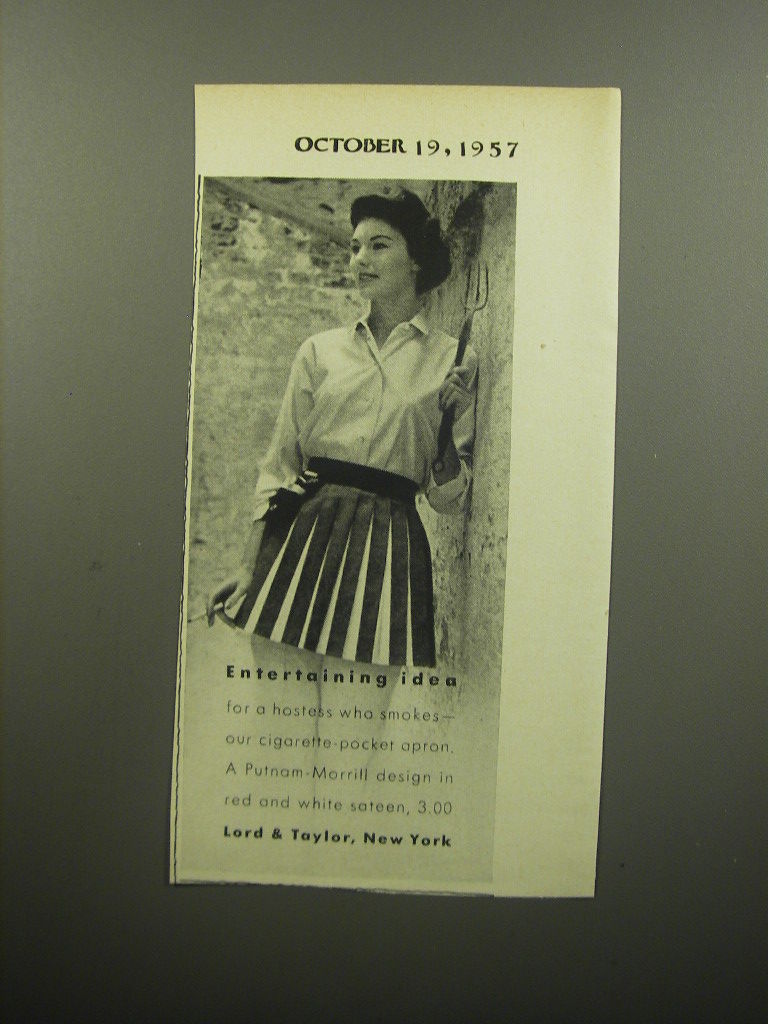 OCTOBER 19, 1957
Entertaining idea
for a hostess who smokes—
our cigarette-pocket apron.
A Putnam-Morrill design in
red and white sateen, 3.00
Lord & Taylor, New York